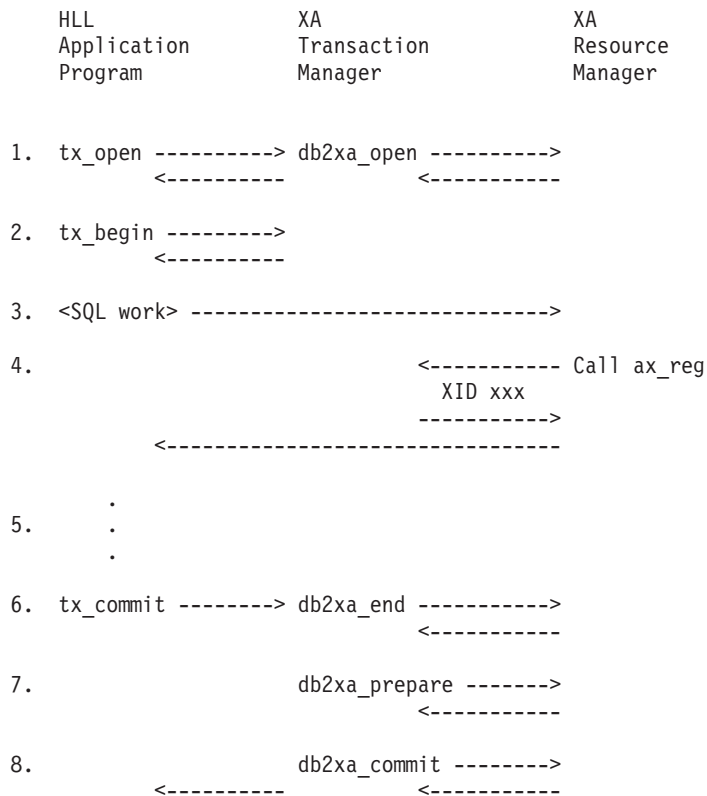 HLL XA XA
Application Transaction Resource
Program Manager Manager
1. tx_open ----------> db2xa_open ---------->
<---------- <-----------
2. tx_begin --------->
<----------
3. <SQL work> ------------------------------>
4. <----------- Call ax_reg
XID xxx
----------->
<---------------------------------
.
5. .
.
6. tx_commit --------> db2xa_end ----------->
<-----------
7. db2xa_prepare ------->
<-----------
8. db2xa_commit -------->
<---------- <-----------